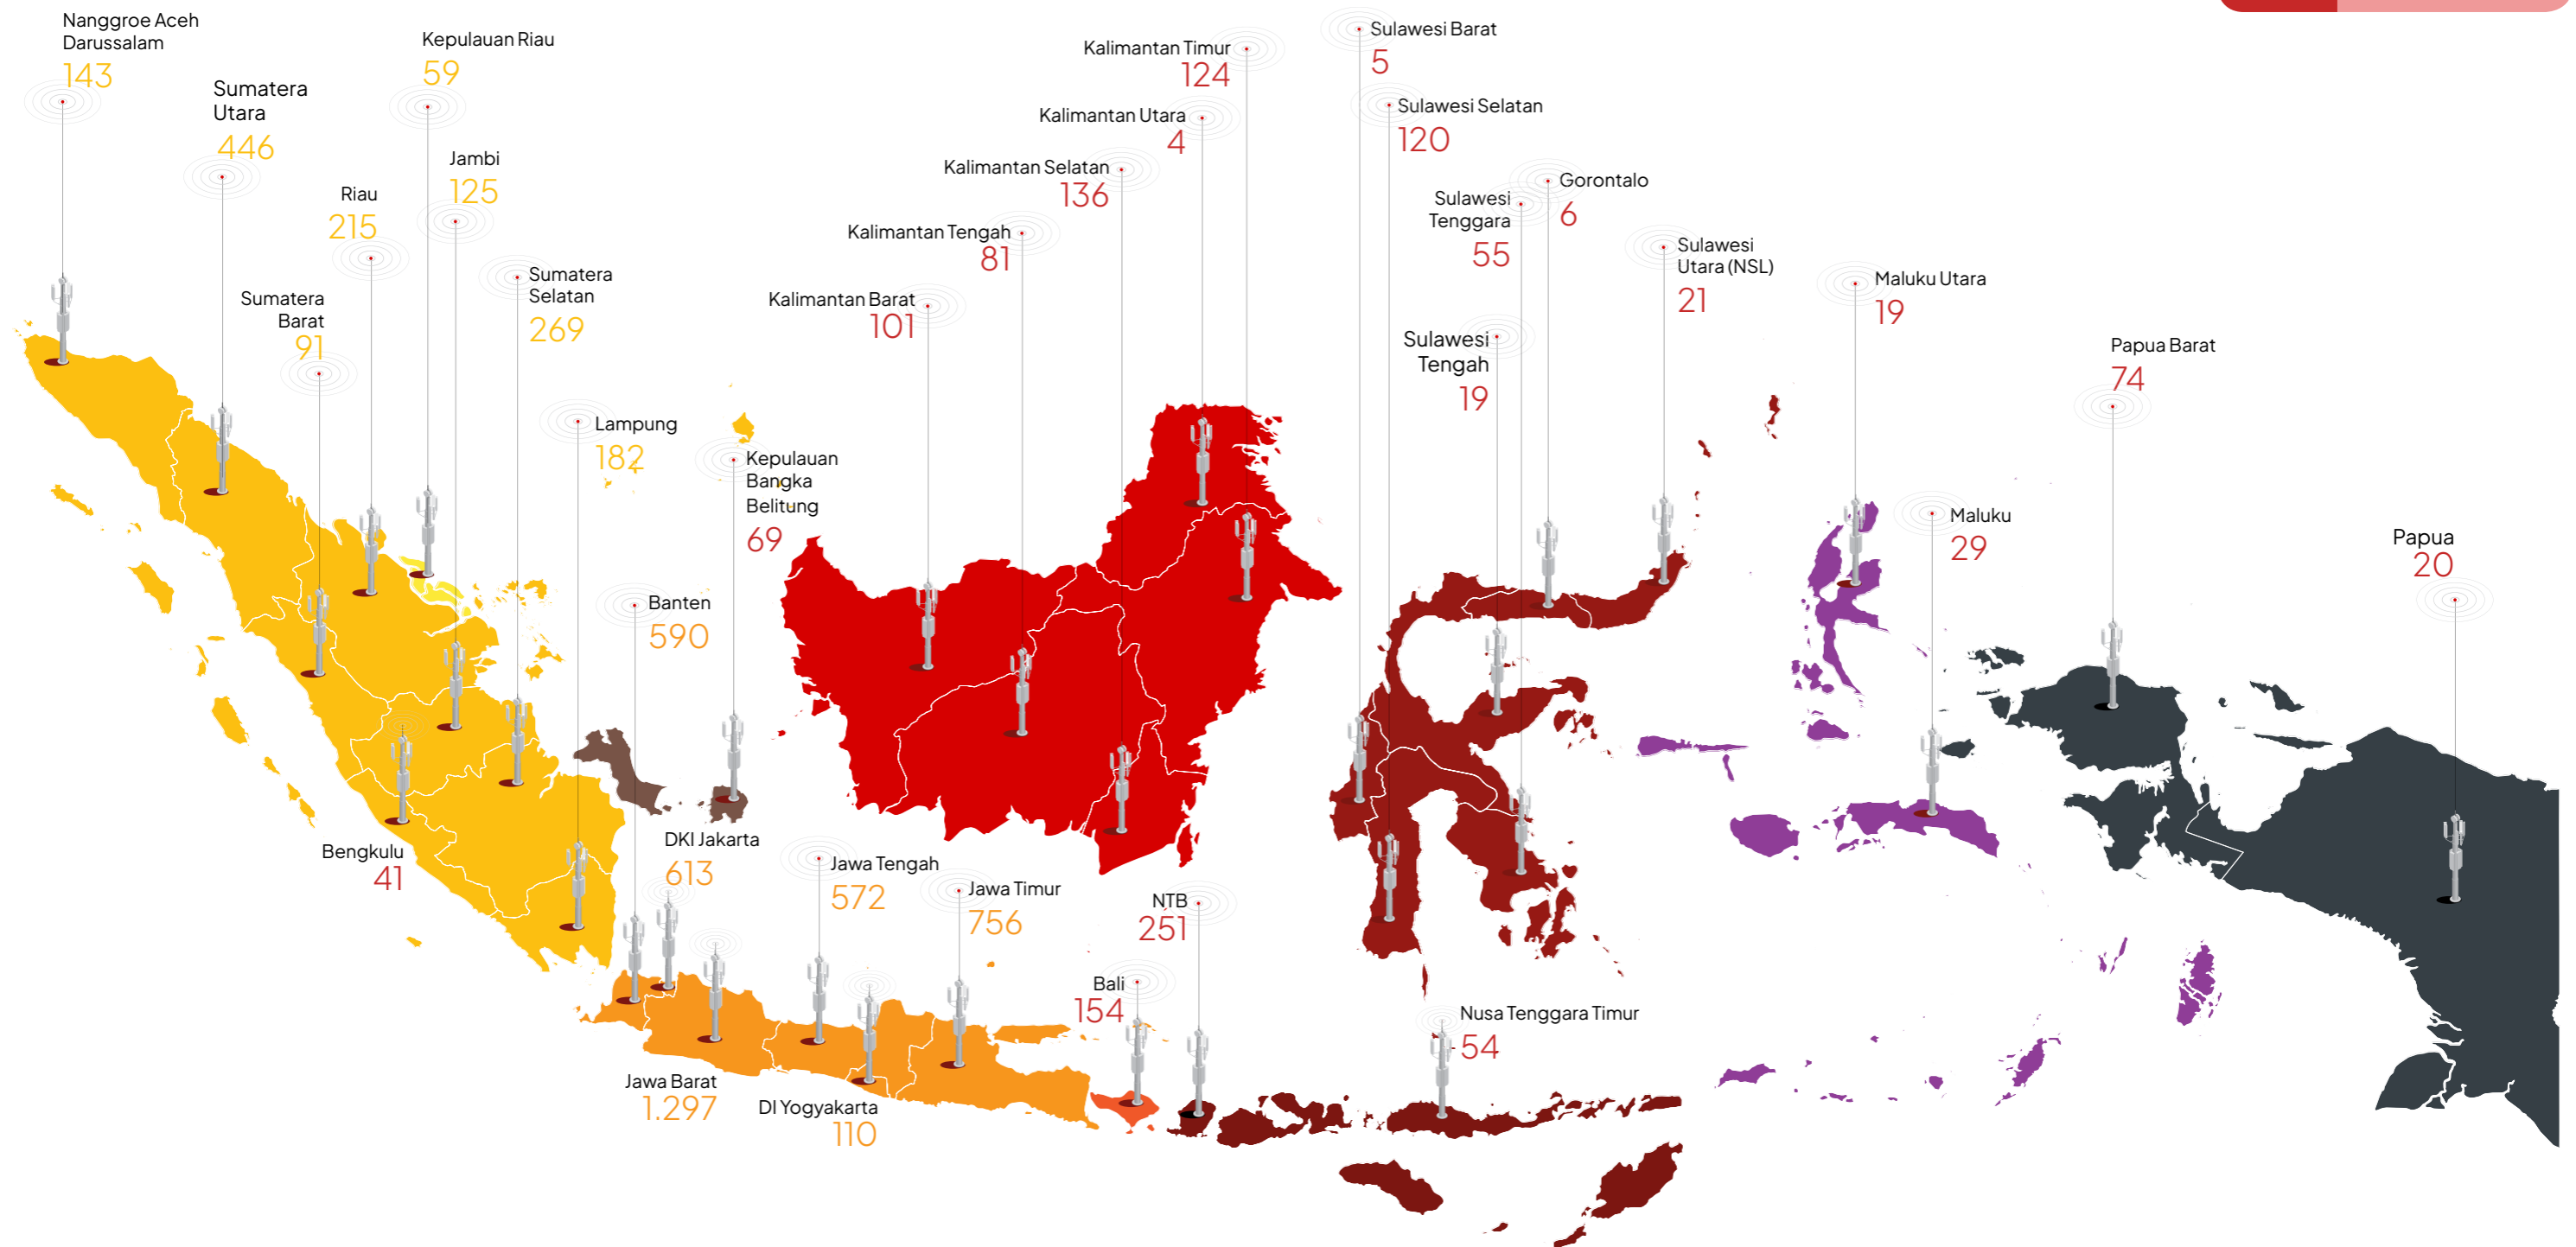 Nanggroe Aceh
Darussalam
143
Sumatera
Utara
446
Kepulauan Riau
59
Jambi
125
Riau
215
Sumatera
Barat
91
Sumatera
Selatan
269
Lampung
182
Kepulauan
Bangka
Belitung
69
Bengkulu
41
Banten
590
DKI Jakarta
613
Jawa Barat
1.297
Jawa Tengah
572
DI Yogyakarta
110
Jawa Timur
756
Bali
154
NTB
251
Nusa Tenggara Timur
54
Kalimantan Timur
124
Kalimantan Utara
4
Kalimantan Selatan
136
Kalimantan Tengah
81
Kalimantan Barat
101
Sulawesi Barat
5
Sulawesi Selatan
120
Gorontalo
6
Sulawesi
Tenggara
55
Sulawesi
Utara (NSL)
21
Sulawesi
Tengah
19
Maluku Utara
19
Maluku
29
Papua Barat
74
Papua
20